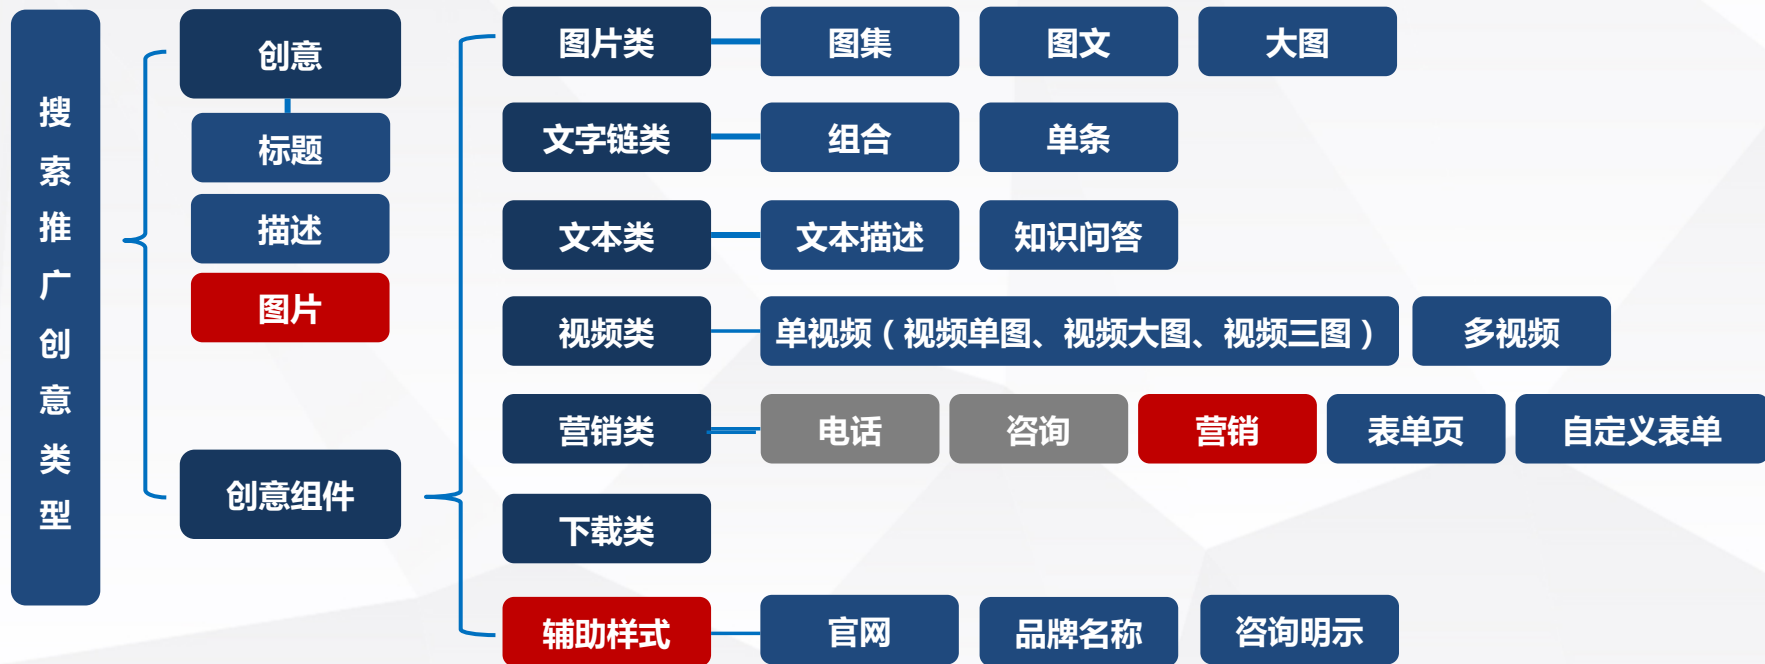 搜索推广创意类型
创意
标题
描述
图片
创意组件
图片类
图集
图文
大图
文字链类
组合
单条
文本类
文本描述
知识问答
视频类
单视频（视频单图、视频大图、视频三图）
多视频
营销类
电话
咨询
营销
表单页
自定义表单
下载类
辅助样式
官网
品牌名称
咨询明示